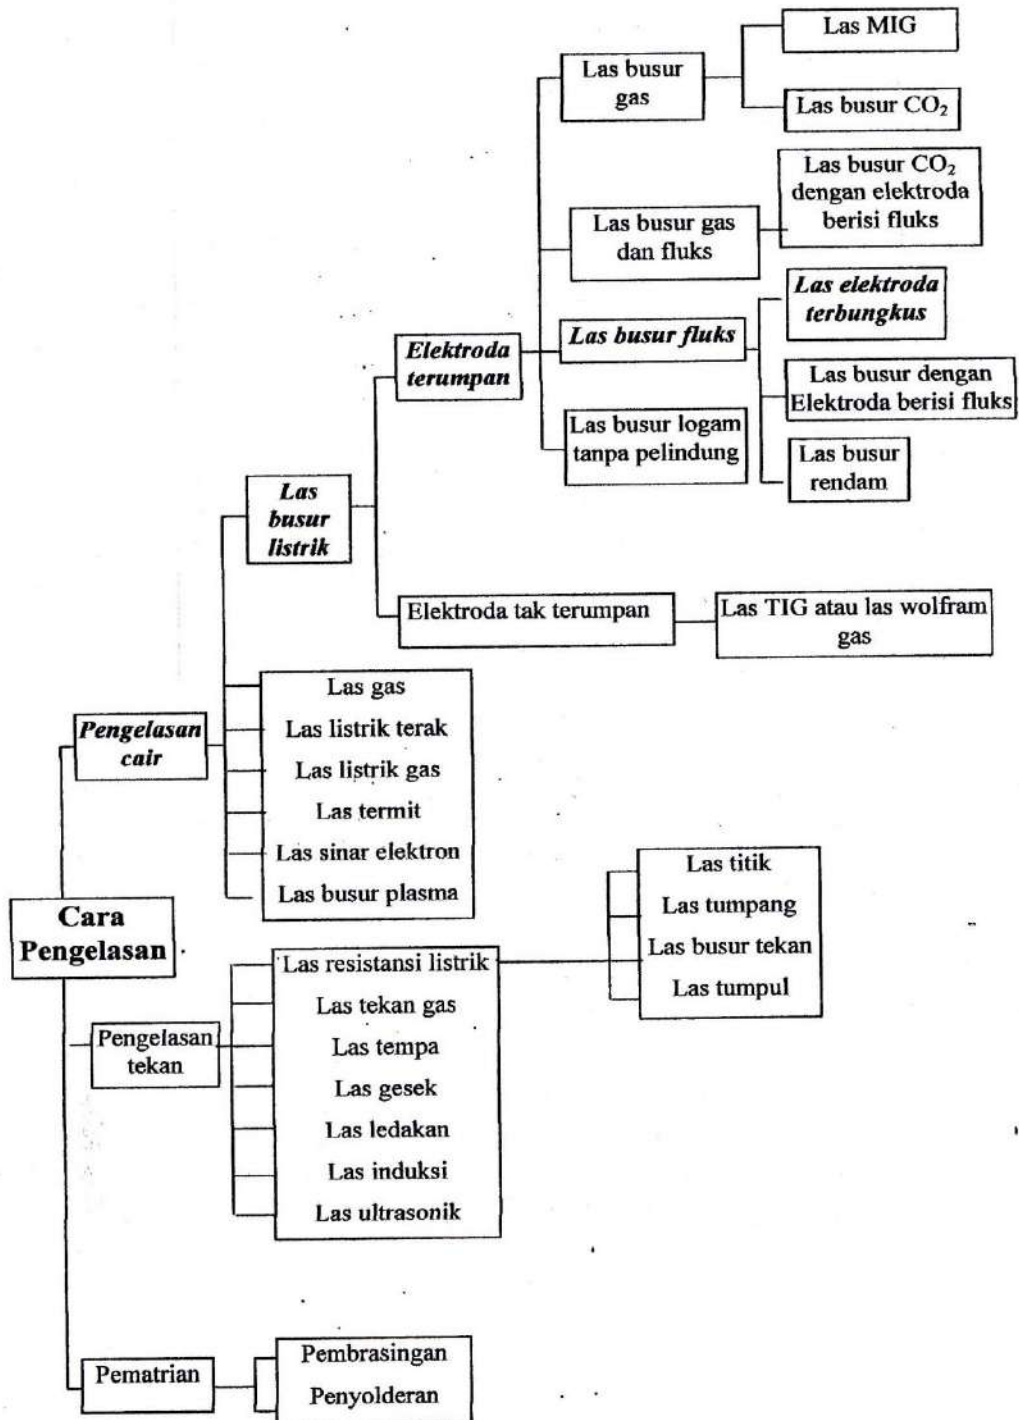 Las MIG
Las busur
gas
Las busur CO₂
Las busur CO₂
dengan elektroda
berisi fluks
Las busur gas
dan fluks
Las elektroda
terbungkus
Elektroda
terumpan
Las busur fluks
Las busur dengan
Elektroda berisi fluks
Las busur logam
tanpa pelindung
Las busur
rendam
Las
busur
listrik
Elektroda tak terumpan
Las TIG atau las wolfram
gas
Pengelasan
cair
Las gas
Las listrik terak
Las listrik gas
Las termit
Las sinar elektron
Las busur plasma
Cara
Pengelasan
Las titik
Las tumpang
Las busur tekan
Las tumpul
Pengelasan
tekan
Las resistansi listrik
Las tekan gas
Las tempa
Las gesek
Las ledakan
Las induksi
Las ultrasonik
Pematrian
Pembrasingan
Penyolderan